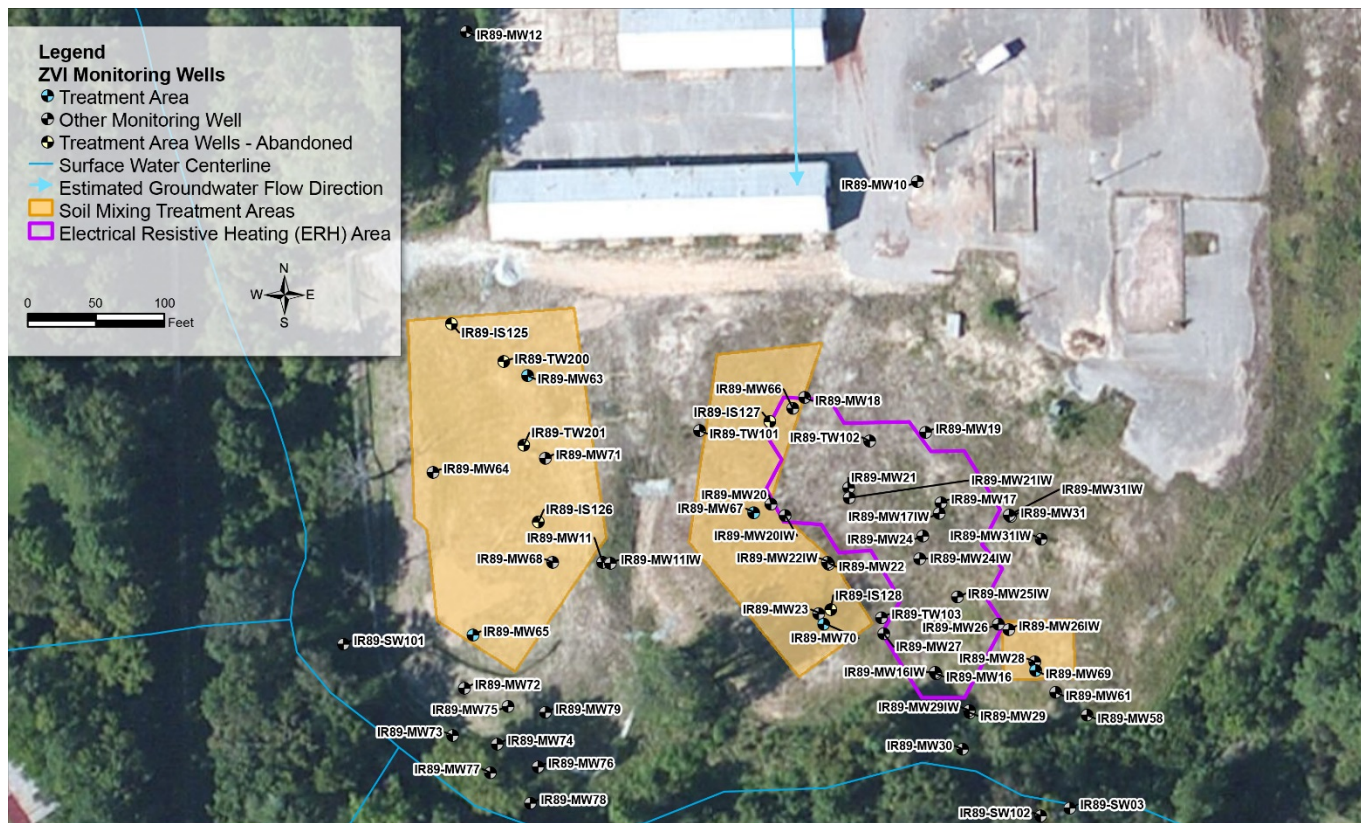 IR89-MW12
Legend
ZVI Monitoring Wells
Treatment Area
Other Monitoring Well
Treatment Area Wells - Abandoned
Surface Water Centerline
Estimated Groundwater Flow Direction
Soil Mixing Treatment Areas
Electrical Resistive Heating (ERH) Area
N
W E
S
0 50 100
Feet
IR89-MW10
IR89-IS125
IR89-TW200
IR89-MW63
IR89-MW66
IR89-MW18
IR89-IS127
IR89-TW101
IR89-TW102
IR89-MW19
IR89-TW201
IR89-MW71
IR89-MW64
IR89-MW21
IR89-MW21IW
IR89-MW31IW
IR89-MW20
IR89-MW17
IR89-MW67
IR89-MW17IW
IR89-MW31
IR89-IS126
IR89-MW20IW
IR89-MW24
IR89-MW31IW
IR89-MW11
IR89-MW68
IR89-MW11IW
IR89-MW22IW
IR89-MW22
IR89-MW24IW
IR89-IS128
IR89-MW25IW
IR89-MW23
IR89-TW103
IR89-MW26
IR89-MW26IW
IR89-MW65
IR89-MW70
IR89-MW27
IR89-SW101
IR89-MW28
IR89-MW16IW
IR89-MW16
IR89-MW69
IR89-MW72
IR89-MW61
IR89-MW75
IR89-MW79
IR89-MW29IW
IR89-MW29
IR89-MW58
IR89-MW73
IR89-MW74
IR89-MW30
IR89-MW77
IR89-MW76
IR89-MW78
IR89-SW03
IR89-SW102